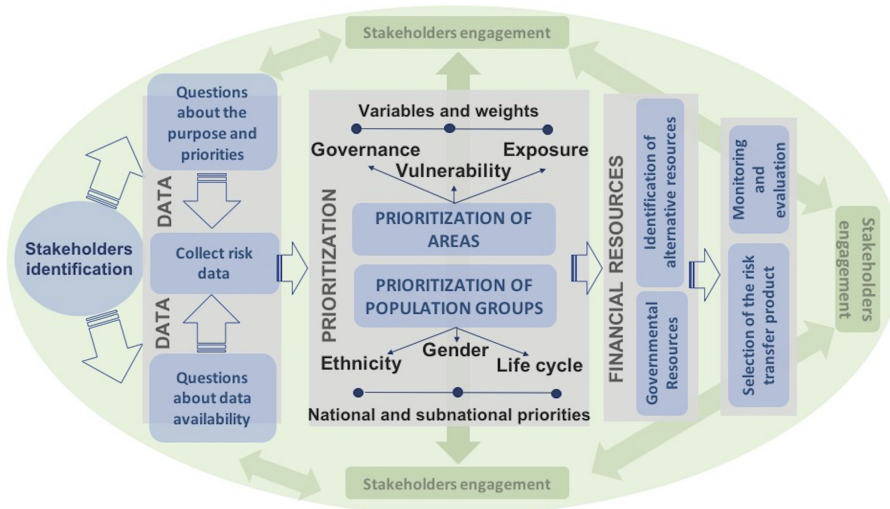 Stakeholders engagement
Stakeholders
identification
Questions
about the
purpose and
priorities
DATA
Collect risk
data
DATA
Questions
about data
availability
PRIORITIZATION
Variables and weights
Governance
Exposure
Vulnerability
PRIORITIZATION OF
AREAS
PRIORITIZATION OF
POPULATION GROUPS
Ethnicity
Gender
Life cycle
National and subnational priorities
FINANCIAL RESOURCES
Identification of
alternative resources
Governmental
Resources
Monitoring
and
evaluation
Selection of the risk
transfer product
Stakeholders
engagement
Stakeholders engagement